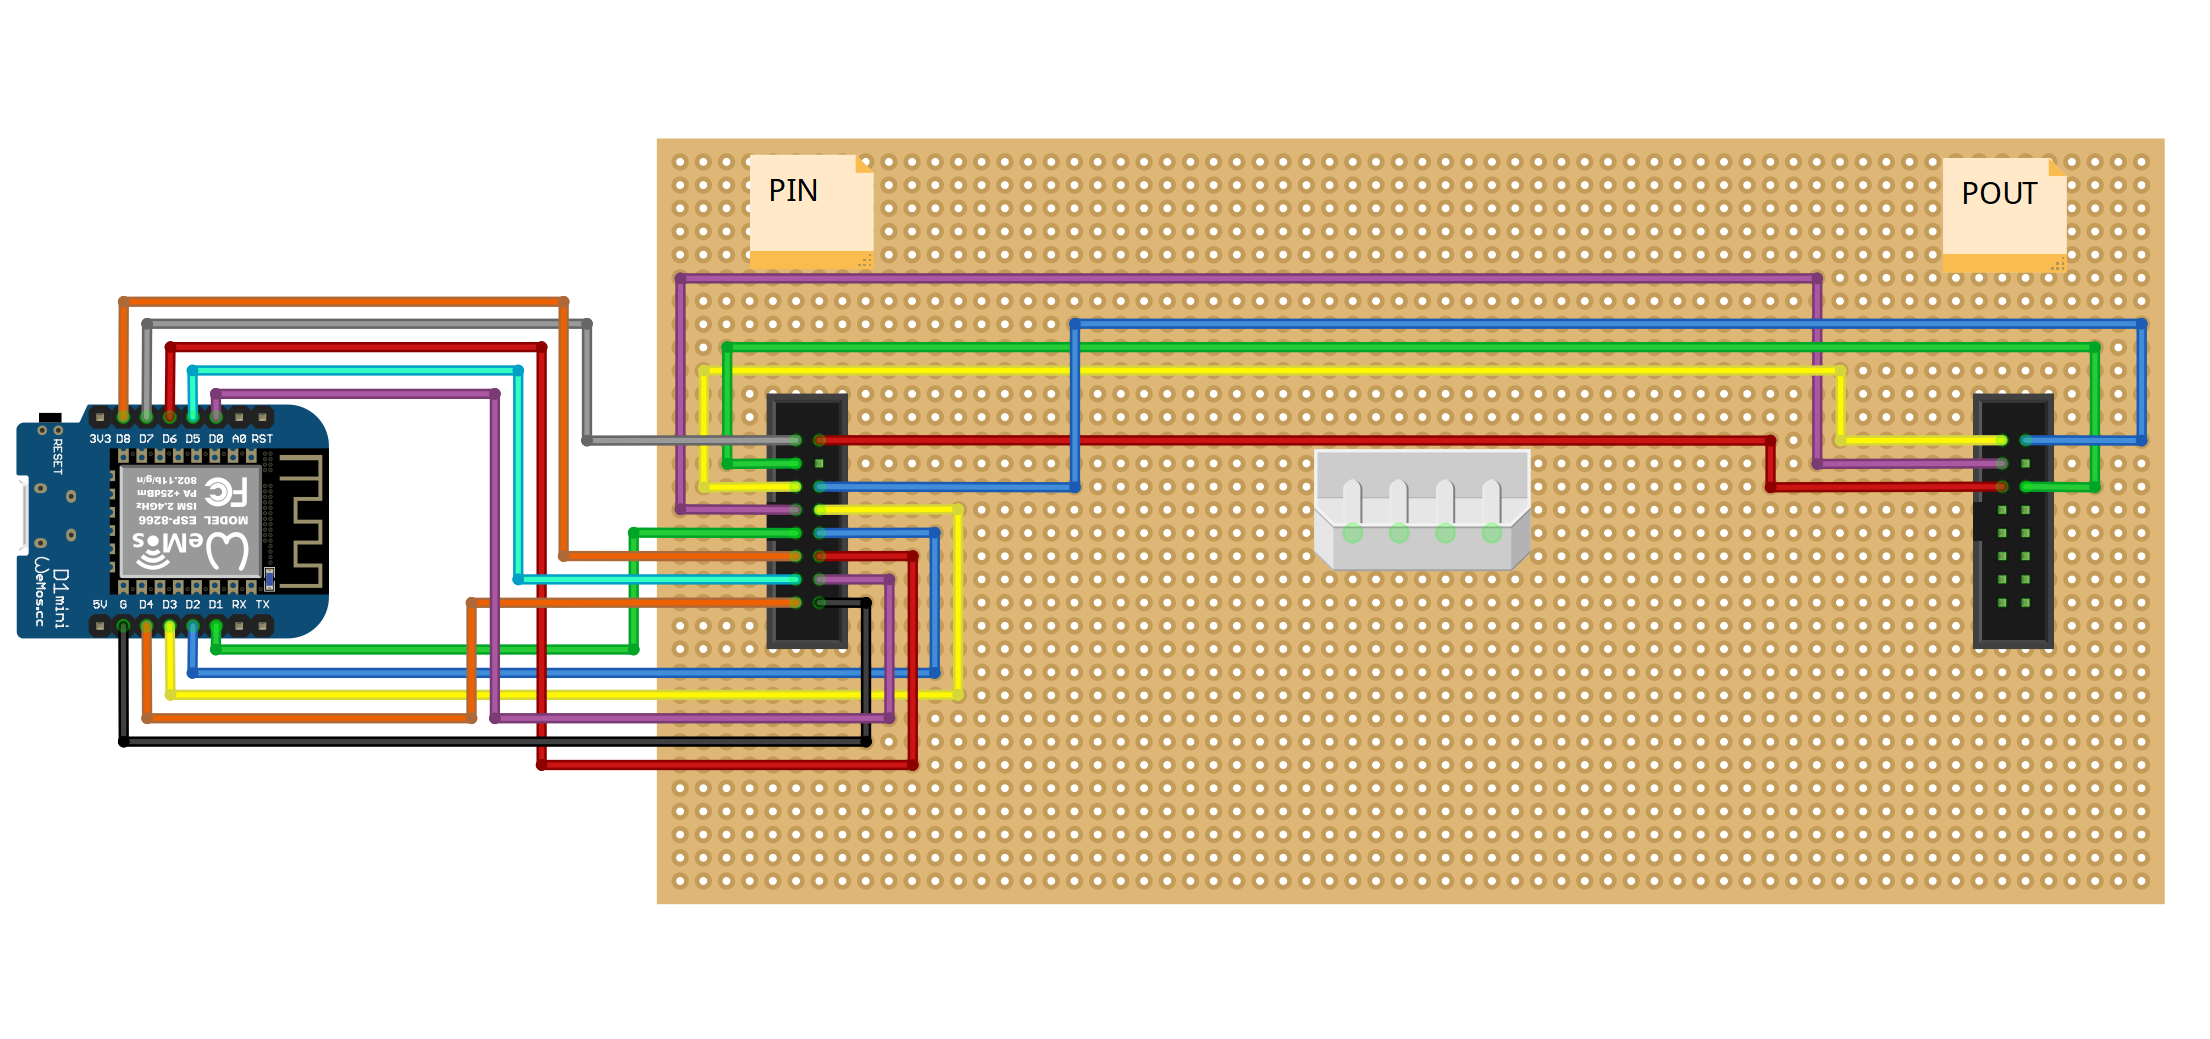 PIN
POUT
3V3 D8 D7 D6 D5 D0 A0 RST
RESET
802.11b/g/n
PA +25dBm
ISM 2.4GHz
MODEL ESP-8266
FC
WeMos
D1mini
WeMos.cc
5V G D4 D3 D2 D1 RX TX